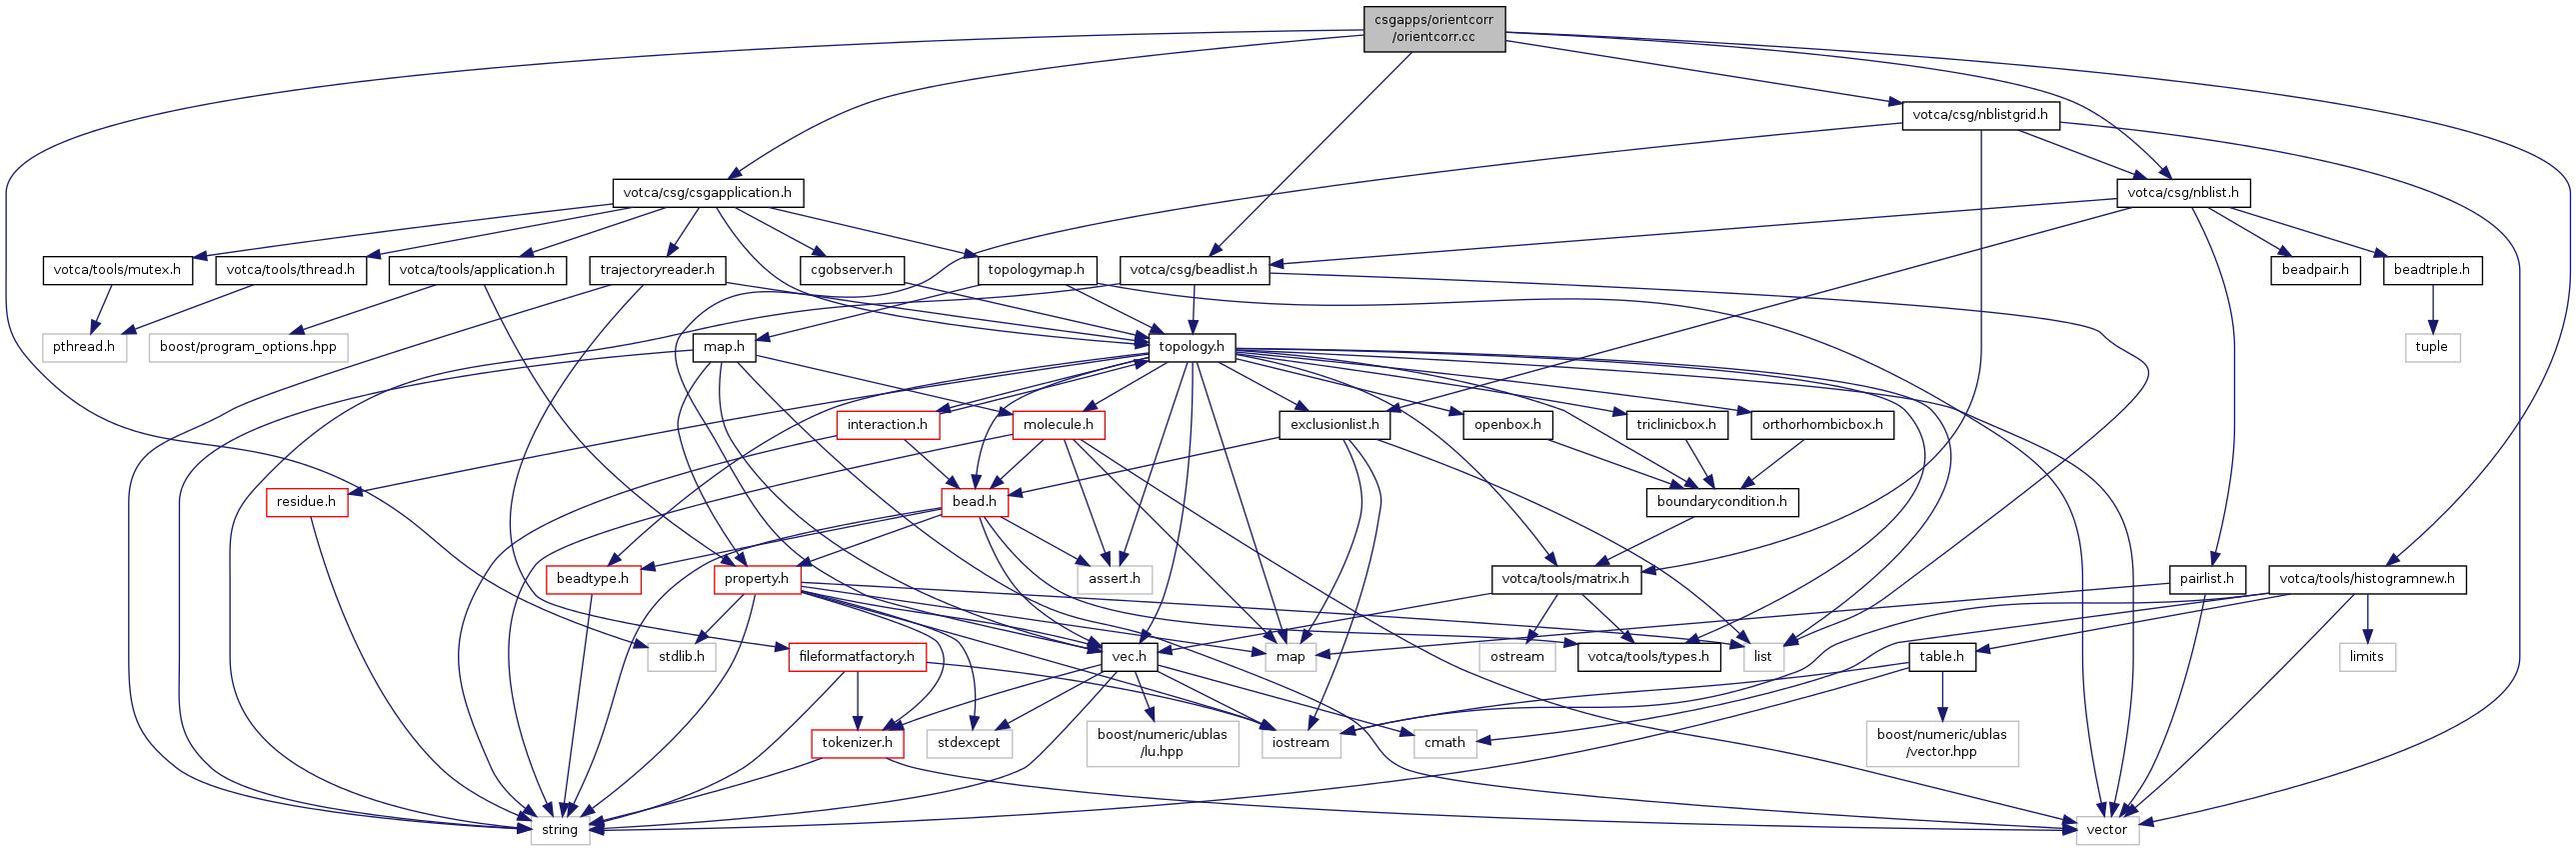 csgapps/orientcorr
/orientcorr.cc
votca/csg/nblistgrid.h
votca/csg/csgapplication.h
votca/csg/nblist.h
votca/tools/mutex.h
votca/tools/thread.h
votca/tools/application.h
trajectoryreader.h
cgobserver.h
topologymap.h
votca/csg/beadlist.h
beadpair.h
beadtriple.h
pthread.h
boost/program_options.hpp
map.h
topology.h
tuple
interaction.h
molecule.h
exclusionlist.h
openbox.h
triclinicbox.h
orthorhombicbox.h
residue.h
bead.h
boundarycondition.h
beadtype.h
property.h
assert.h
votca/tools/matrix.h
pairlist.h
votca/tools/histogramnew.h
stdlib.h
fileformatfactory.h
vec.h
map
ostream
votca/tools/types.h
list
table.h
limits
tokenizer.h
stdexcept
boost/numeric/ublas
/lu.hpp
iostream
cmath
boost/numeric/ublas
/vector.hpp
string
vector